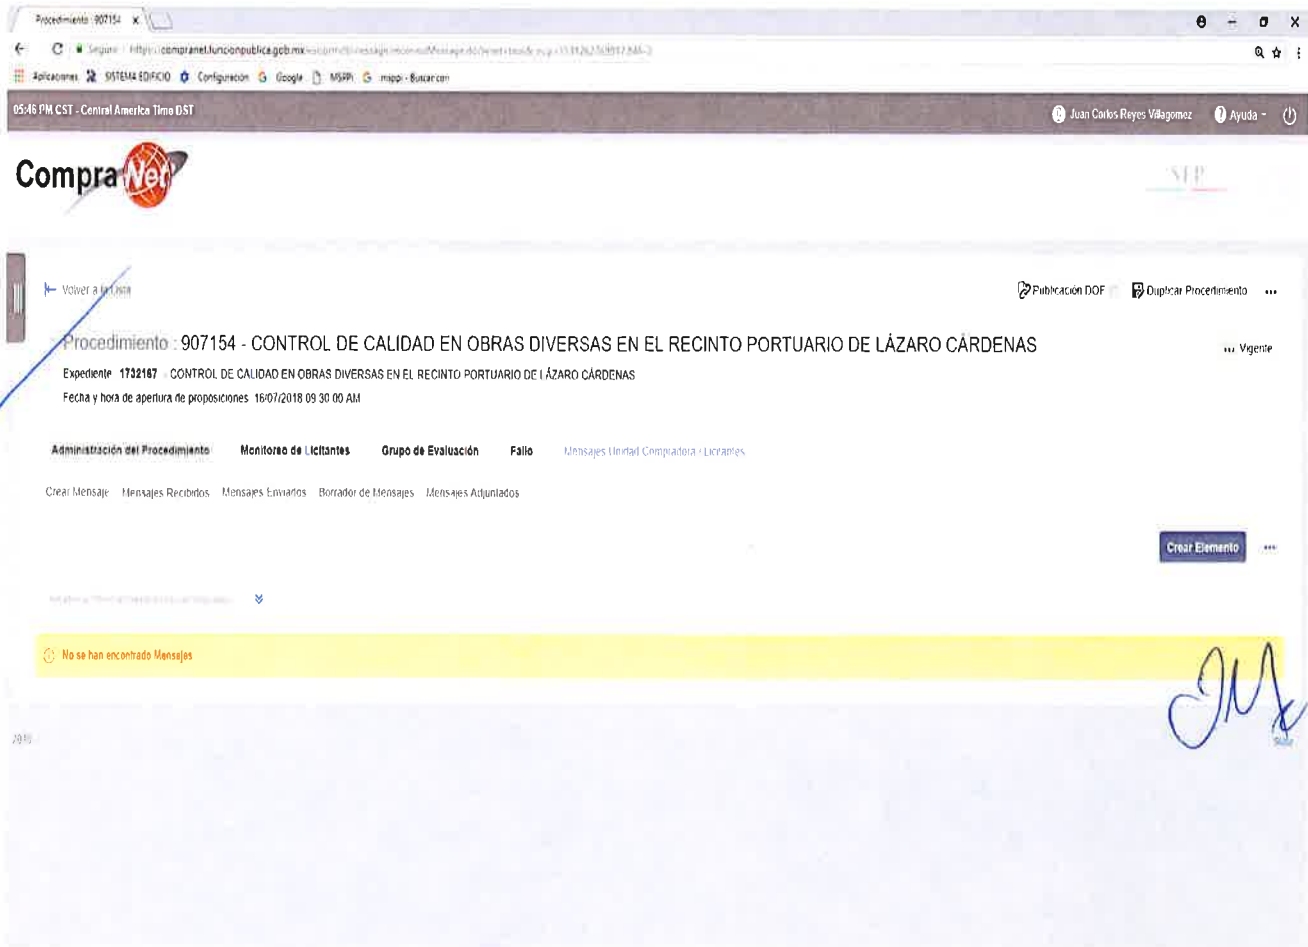 Procedimiento : 907154 x
compranet.funcionpublica.gob.mx
Aplicaciones SISTEMA EDIFICIO Configuración Google MSPPI msppi - Buscar con
05:46 PM CST - Central America Time DST Juan Carlos Reyes Villagomez Ayuda
CompraNet SFP
Volver a la Lista Publicación DOF Duplicar Procedimiento ...
Procedimiento : 907154 - CONTROL DE CALIDAD EN OBRAS DIVERSAS EN EL RECINTO PORTUARIO DE LÁZARO CÁRDENAS Vigente
Expediente 1732167 - CONTROL DE CALIDAD EN OBRAS DIVERSAS EN EL RECINTO PORTUARIO DE LÁZARO CÁRDENAS
Fecha y hora de apertura de proposiciones 16/07/2018 09:30:00 AM
Administración del Procedimiento Monitoreo de Licitantes Grupo de Evaluación Fallo Mensajes Unidad Compradora / Licitantes
Crear Mensaje Mensajes Recibidos Mensajes Enviados Borrador de Mensajes Mensajes Adjuntados
Crear Elemento ...
No se han encontrado Mensajes